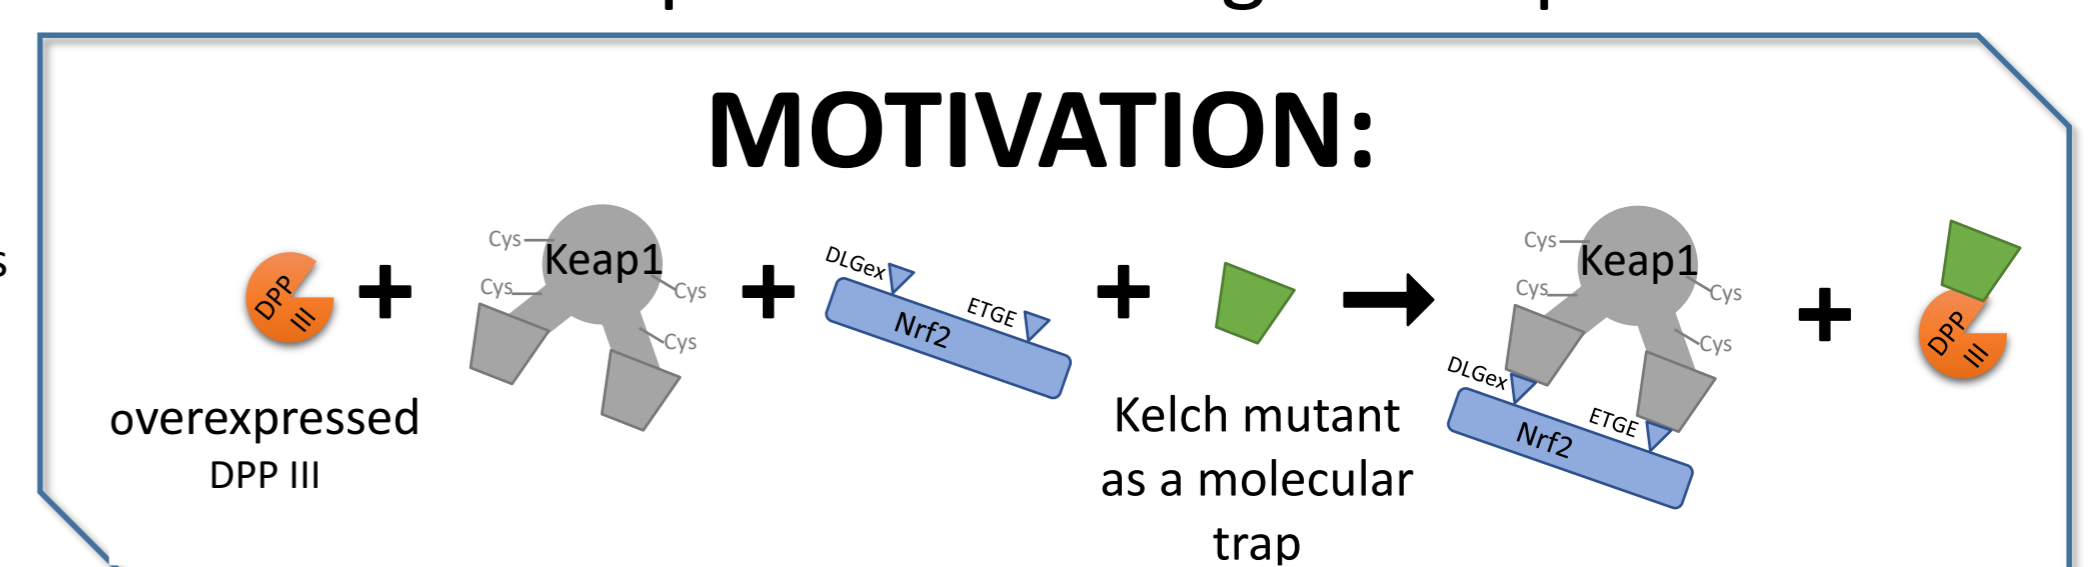 MOTIVATION:
DPP
III
+
Cys
Keap1
Cys
Cys
Cys
+
DLGex
ETGE
Nrf2
+
→
Cys
Keap1
Cys
Cys
Cys
DLGex
ETGE
Nrf2
+
DPP
III
overexpressed
DPP III
Kelch mutant
as a molecular
trap